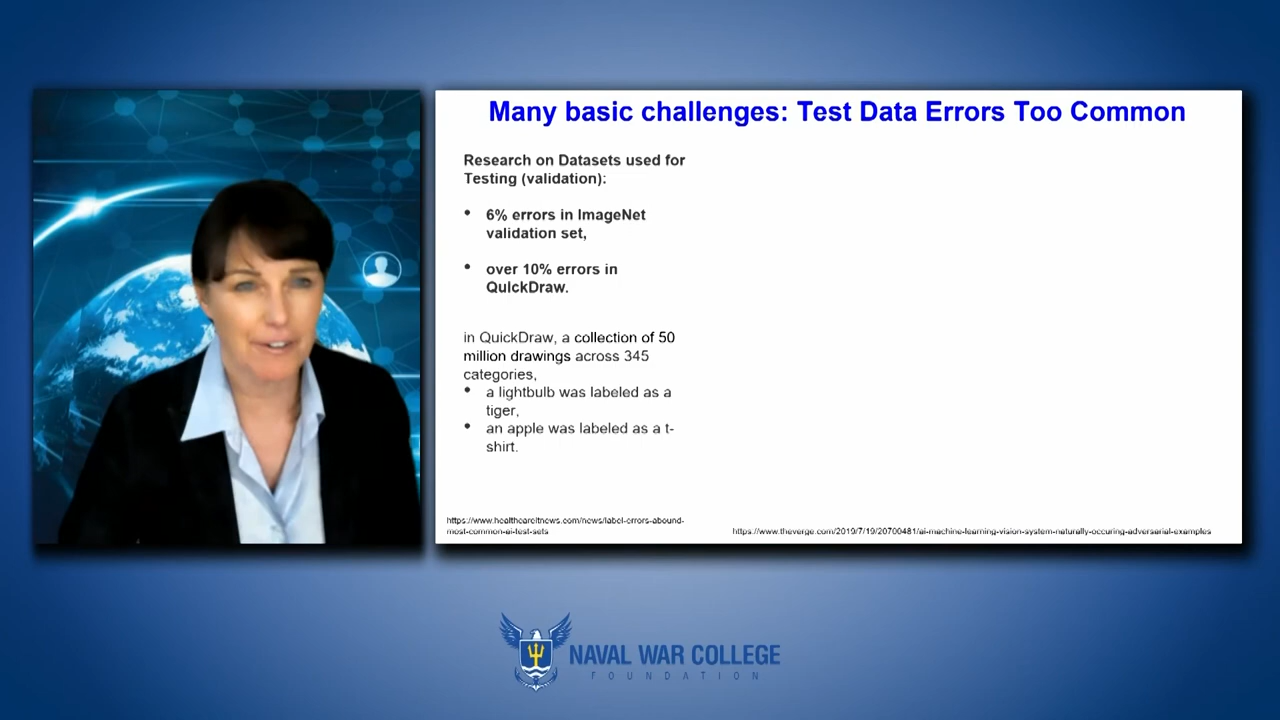 Many basic challenges: Test Data Errors Too Common
Research on Datasets used for
Testing (validation):
• 6% errors in ImageNet
validation set,
• over 10% errors in
QuickDraw.
in QuickDraw, a collection of 50
million drawings across 345
categories,
• a lightbulb was labeled as a
tiger,
• an apple was labeled as a t-
shirt.
https://www.healthcareitnews.com/news/label-errors-abound-
most-common-ai-test-sets
https://www.theverge.com/2019/7/19/20700481/ai-machine-learning-vision-system-naturally-occuring-adversarial-examples
NAVAL WAR COLLEGE
FOUNDATION